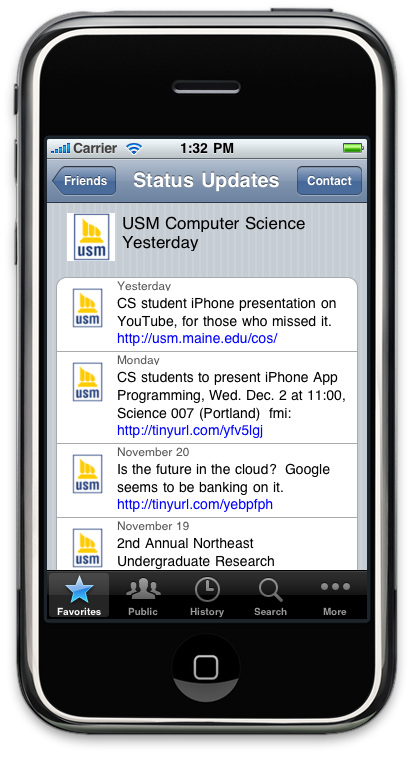 Carrier 1:32 PM
Friends Status Updates Contact
usm
USM Computer Science
Yesterday
usm
Yesterday
CS student iPhone presentation on
YouTube, for those who missed it.
http://usm.maine.edu/cos/
usm
Monday
CS students to present iPhone App
Programming, Wed. Dec. 2 at 11:00,
Science 007 (Portland)  fmi:
http://tinyurl.com/yfv5lgj
usm
November 20
Is the future in the cloud?  Google
seems to be banking on it.
http://tinyurl.com/yebpfph
usm
November 19
2nd Annual Northeast
Undergraduate Research
Favorites Public History Search More